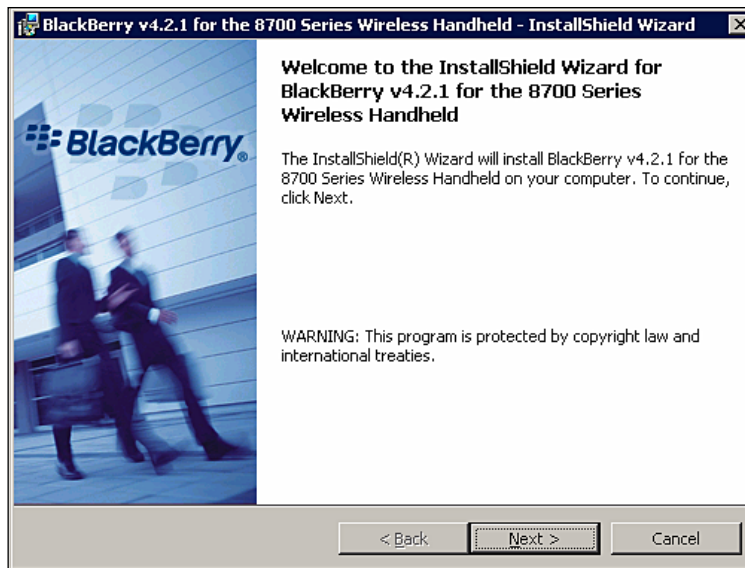 BlackBerry v4.2.1 for the 8700 Series Wireless Handheld - InstallShield Wizard
BlackBerry®
Welcome to the InstallShield Wizard for
BlackBerry v4.2.1 for the 8700 Series
Wireless Handheld
The InstallShield(R) Wizard will install BlackBerry v4.2.1 for the
8700 Series Wireless Handheld on your computer. To continue,
click Next.
WARNING: This program is protected by copyright law and
international treaties.
< Back
Next >
Cancel